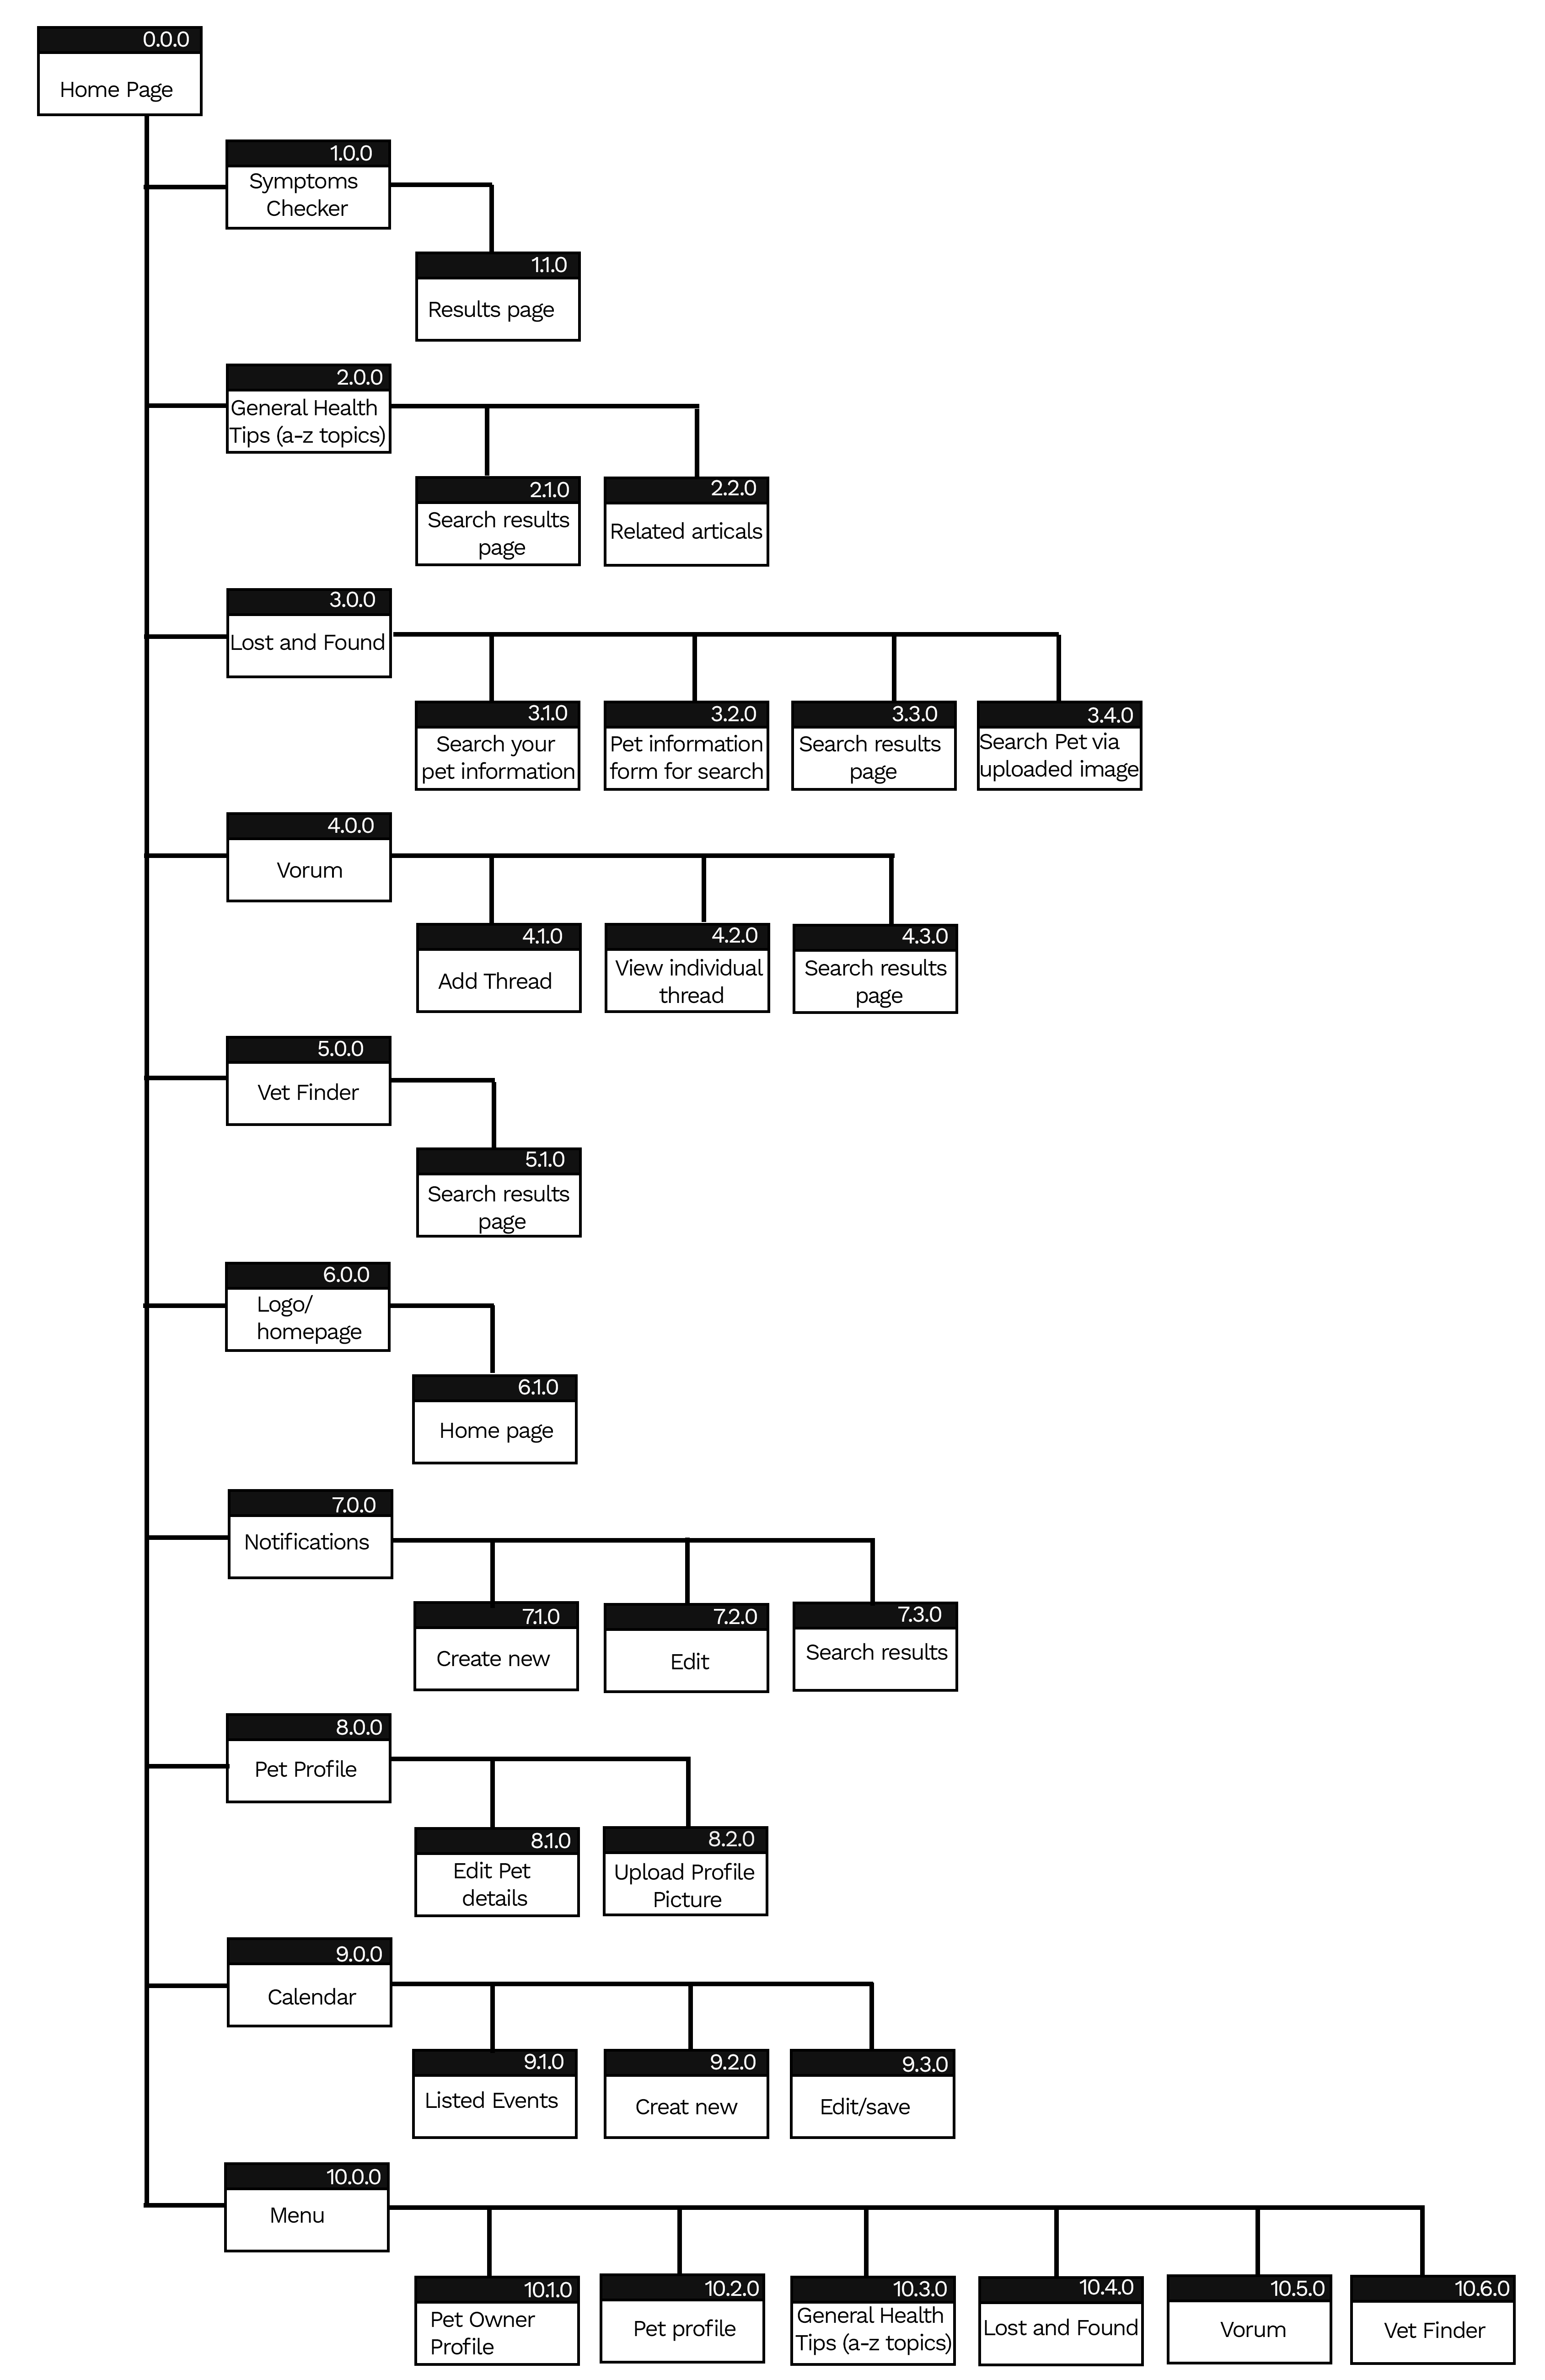 0.0.0
Home Page
1.0.0
Symptoms
Checker
1.1.0
Results page
2.0.0
General Health
Tips (a-z topics)
2.1.0
Search results
page
2.2.0
Related articals
3.0.0
Lost and Found
3.1.0
Search your
pet information
3.2.0
Pet information
form for search
3.3.0
Search results
page
3.4.0
Search Pet via
uploaded image
4.0.0
Vorum
4.1.0
Add Thread
4.2.0
View individual
thread
4.3.0
Search results
page
5.0.0
Vet Finder
5.1.0
Search results
page
6.0.0
Logo/
homepage
6.1.0
Home page
7.0.0
Notifications
7.1.0
Create new
7.2.0
Edit
7.3.0
Search results
8.0.0
Pet Profile
8.1.0
Edit Pet
details
8.2.0
Upload Profile
Picture
9.0.0
Calendar
9.1.0
Listed Events
9.2.0
Creat new
9.3.0
Edit/save
10.0.0
Menu
10.1.0
Pet Owner
Profile
10.2.0
Pet profile
10.3.0
General Health
Tips (a-z topics)
10.4.0
Lost and Found
10.5.0
Vorum
10.6.0
Vet Finder